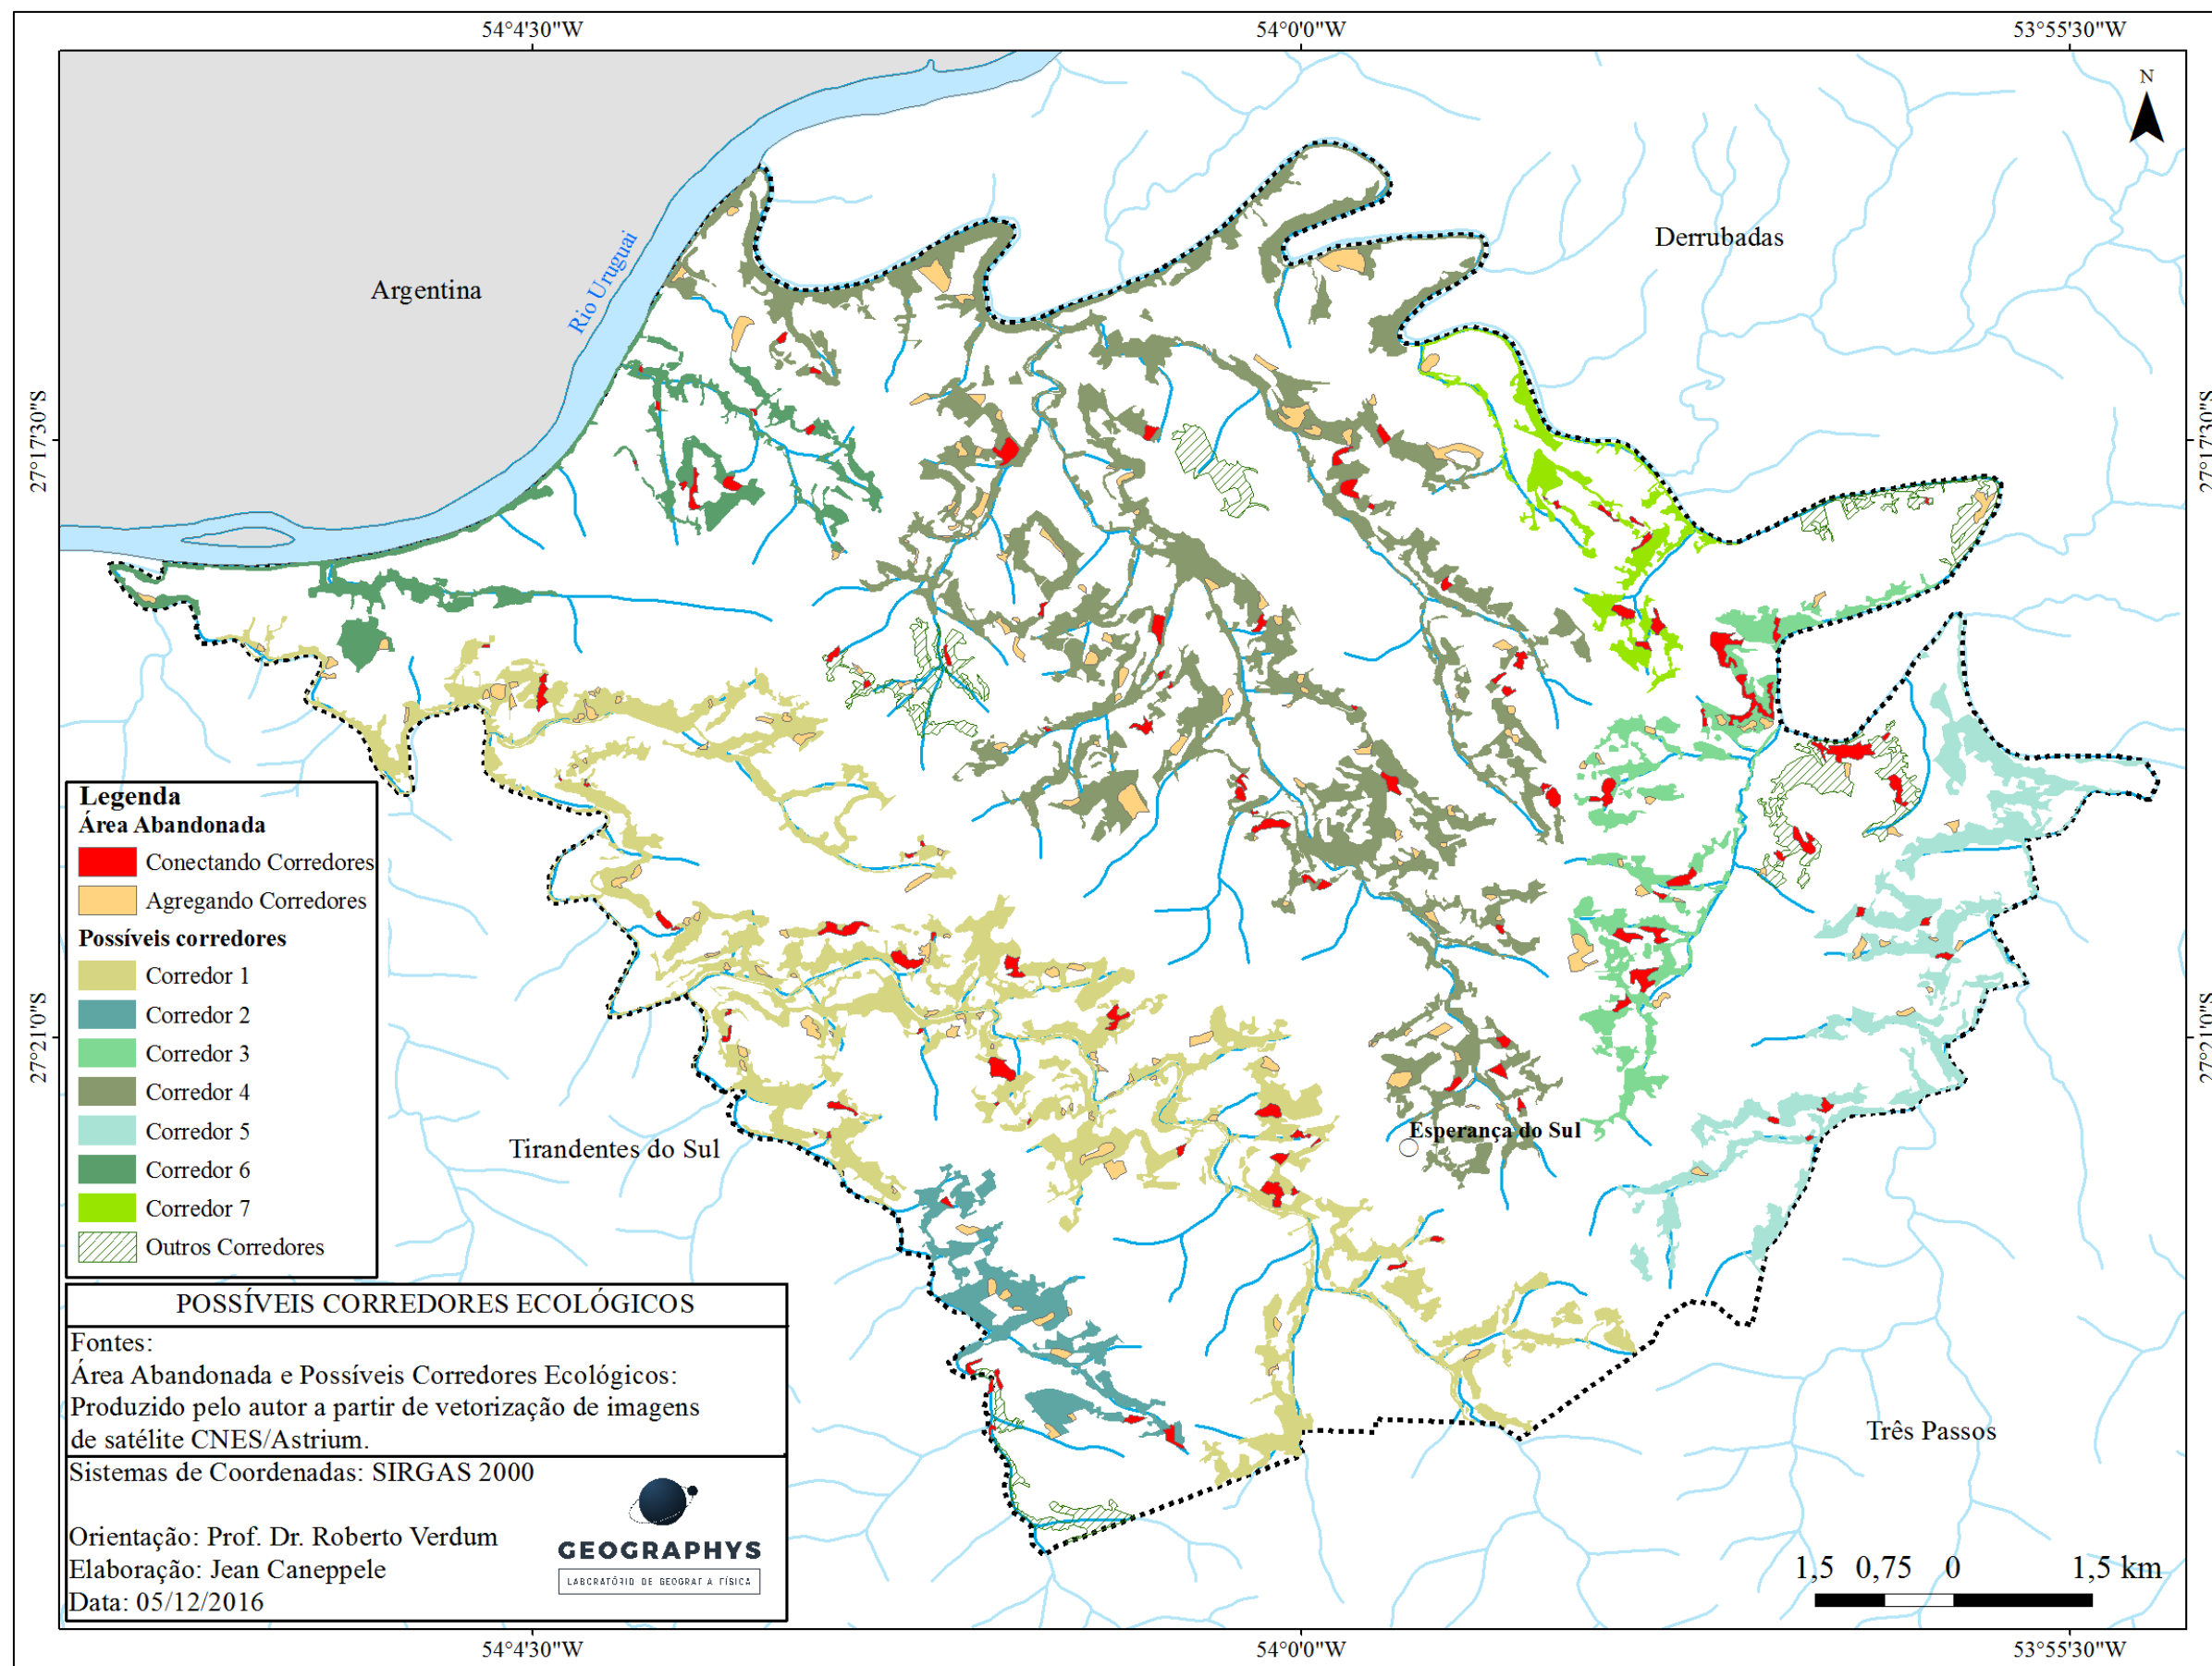 54°4'30"W
54°0'0"W
53°55'30"W
N
Derrubadas
Argentina
Rio Uruguai
27°17'30"S
27°17'30"S
Legenda
Área Abandonada
Conectando Corredores
Agregando Corredores
Possíveis corredores
Corredor 1
Corredor 2
Corredor 3
Corredor 4
Corredor 5
Corredor 6
Corredor 7
Outros Corredores
27°21'0"S
27°21'0"S
Esperança do Sul
Tirandentes do Sul
Três Passos
POSSÍVEIS CORREDORES ECOLÓGICOS
Fontes:
Área Abandonada e Possíveis Corredores Ecológicos:
Produzido pelo autor a partir de vetorização de imagens
de satélite CNES/Astrium.
Sistemas de Coordenadas: SIRGAS 2000
Orientação: Prof. Dr. Roberto Verdum
Elaboração: Jean Caneppele
Data: 05/12/2016
GEOGRAPHYS
LABORATÓRIO DE GEOGRAFIA FÍSICA
1,5 0,75 0 1,5 km
54°4'30"W
54°0'0"W
53°55'30"W